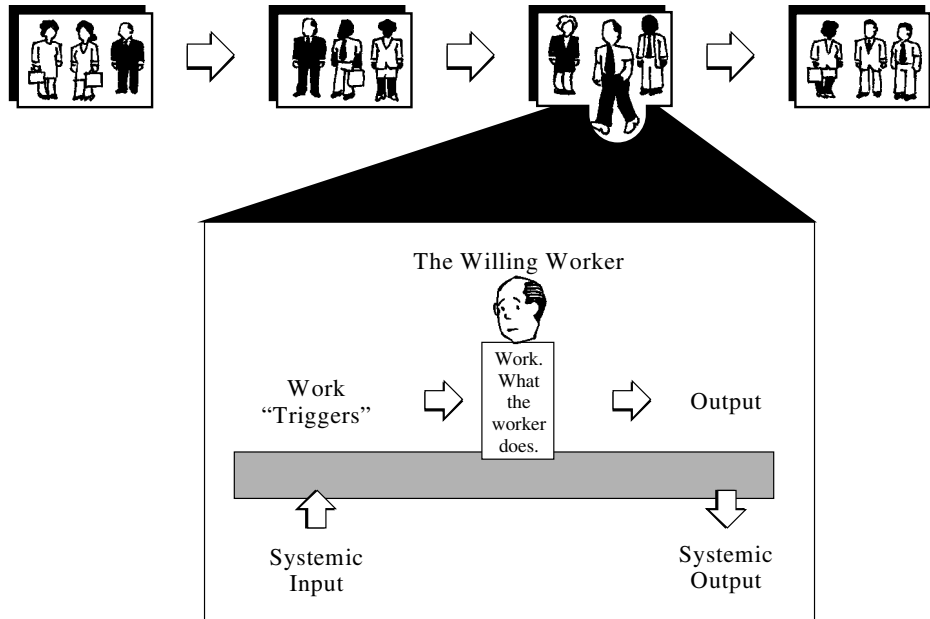 The Willing Worker
Work.
What
the
worker
does.
Work
“Triggers”
Output
Systemic
Input
Systemic
Output